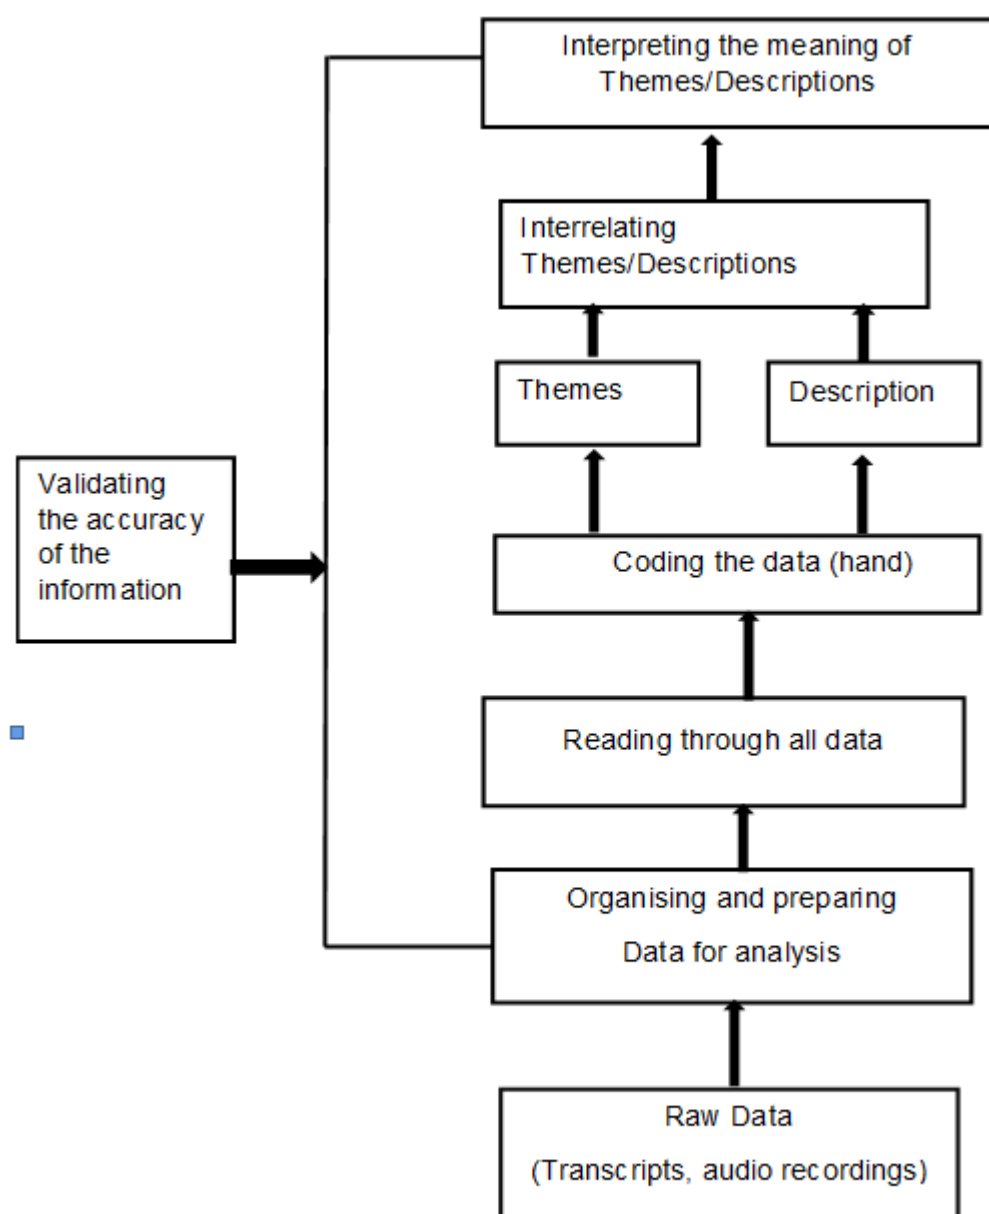 Interpreting the meaning of
Themes/Descriptions
Interrelating
Themes/Descriptions
Themes
Description
Validating
the accuracy
of the
information
Coding the data (hand)
Reading through all data
Organising and preparing
Data for analysis
Raw Data
(Transcripts, audio recordings)